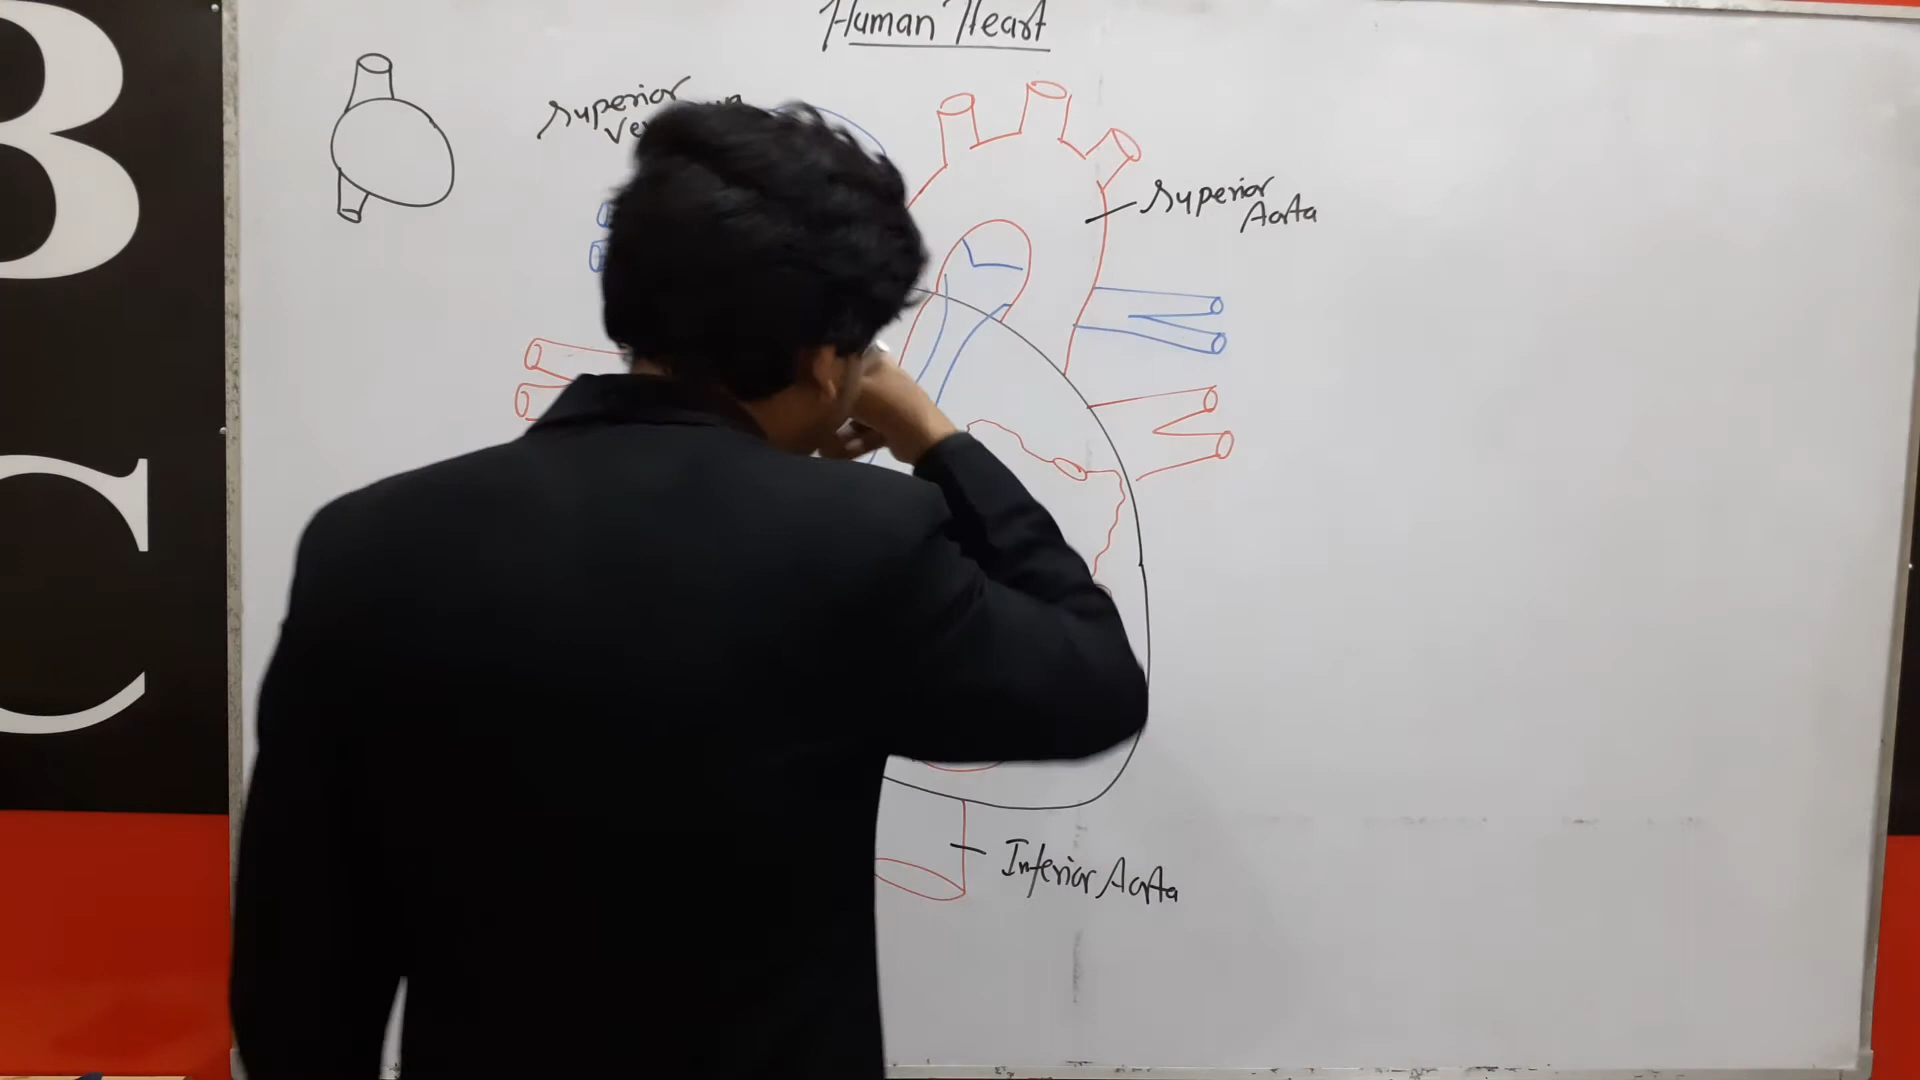 B
C
Human Heart
Superior
Superior
Aorta
Inferior Aorta